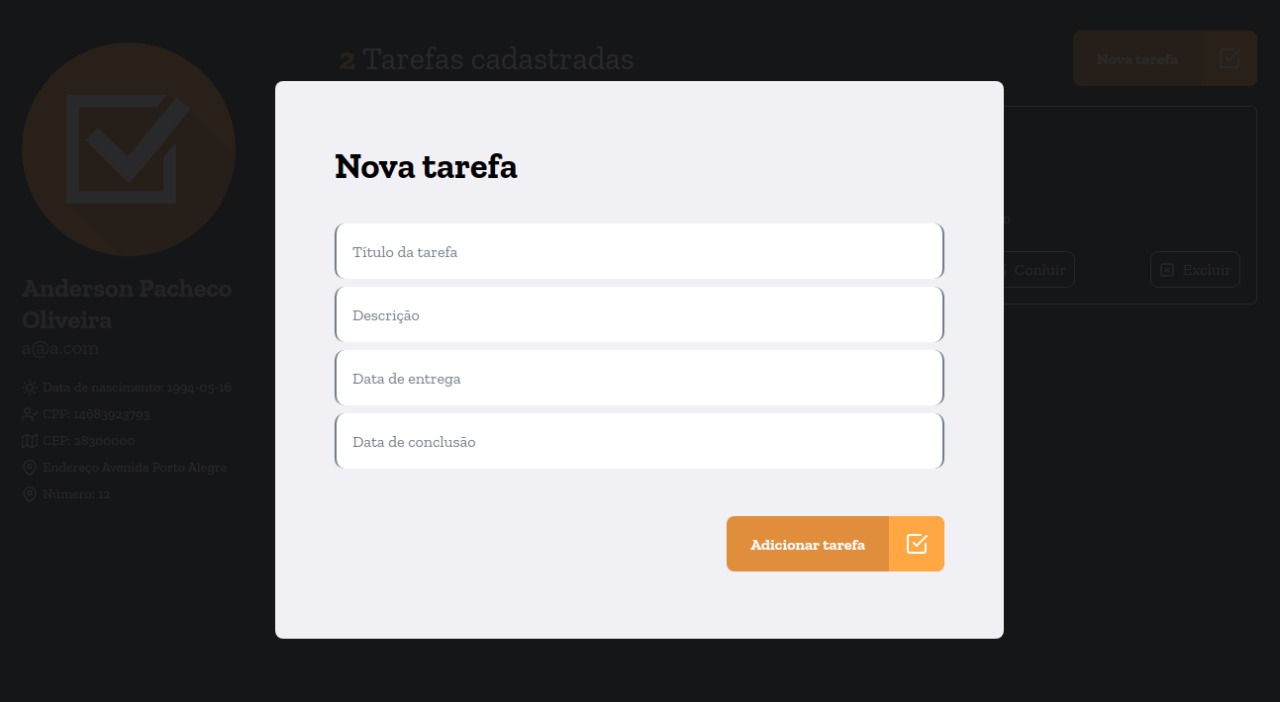 2 Tarefas cadastradas
Nova tarefa
Anderson Pacheco
Oliveira
a@a.com
Data de nascimento: 1994-05-16
CPF: 14683923793
CEP: 28300000
Endereço Avenida Porto Alegre
Número: 12
Conluir
Excluir
Nova tarefa
Título da tarefa
Descrição
Data de entrega
Data de conclusão
Adicionar tarefa